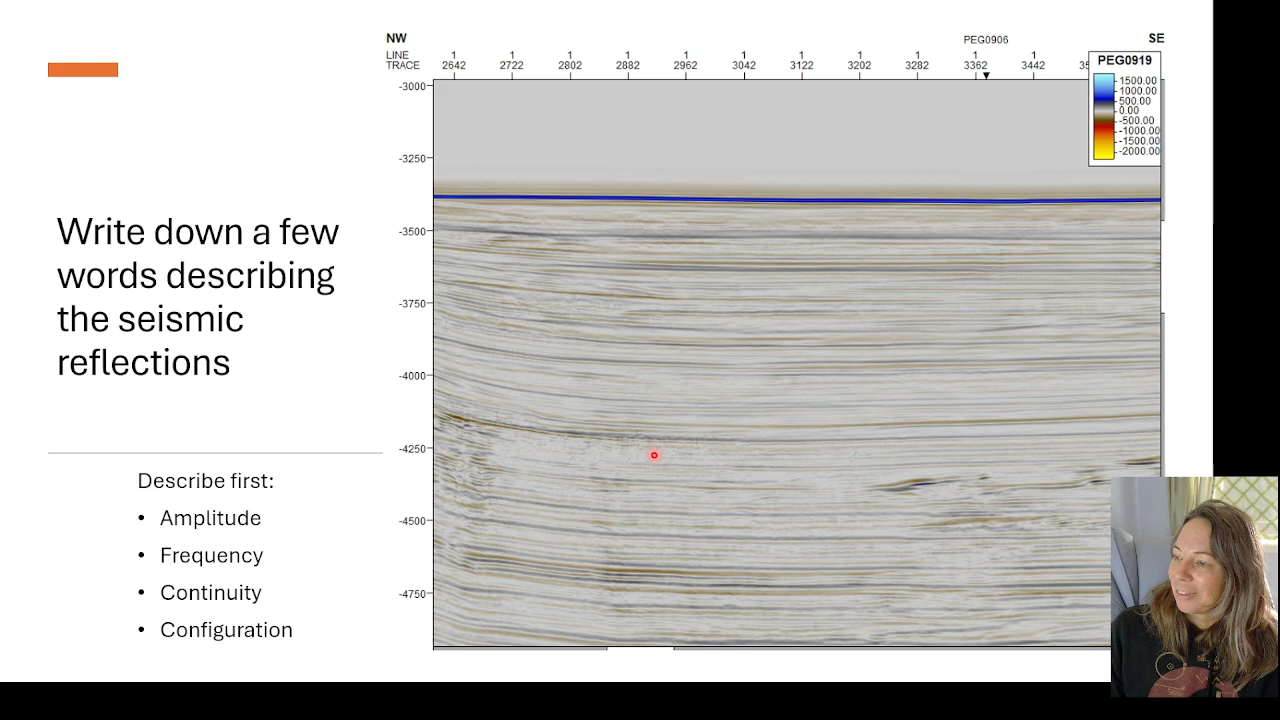 NW
PEG0906
SE
LINE 1 1 1 1 1 1 1 1 1 1 1
TRACE 2642 2722 2802 2882 2962 3042 3122 3202 3282 3362 3442
PEG0919
1500.00
1000.00
500.00
0.00
-500.00
-1000.00
-1500.00
-2000.00
-3000
-3250
-3500
-3750
-4000
-4250
-4500
-4750
Write down a few
words describing
the seismic
reflections
Describe first:
• Amplitude
• Frequency
• Continuity
• Configuration